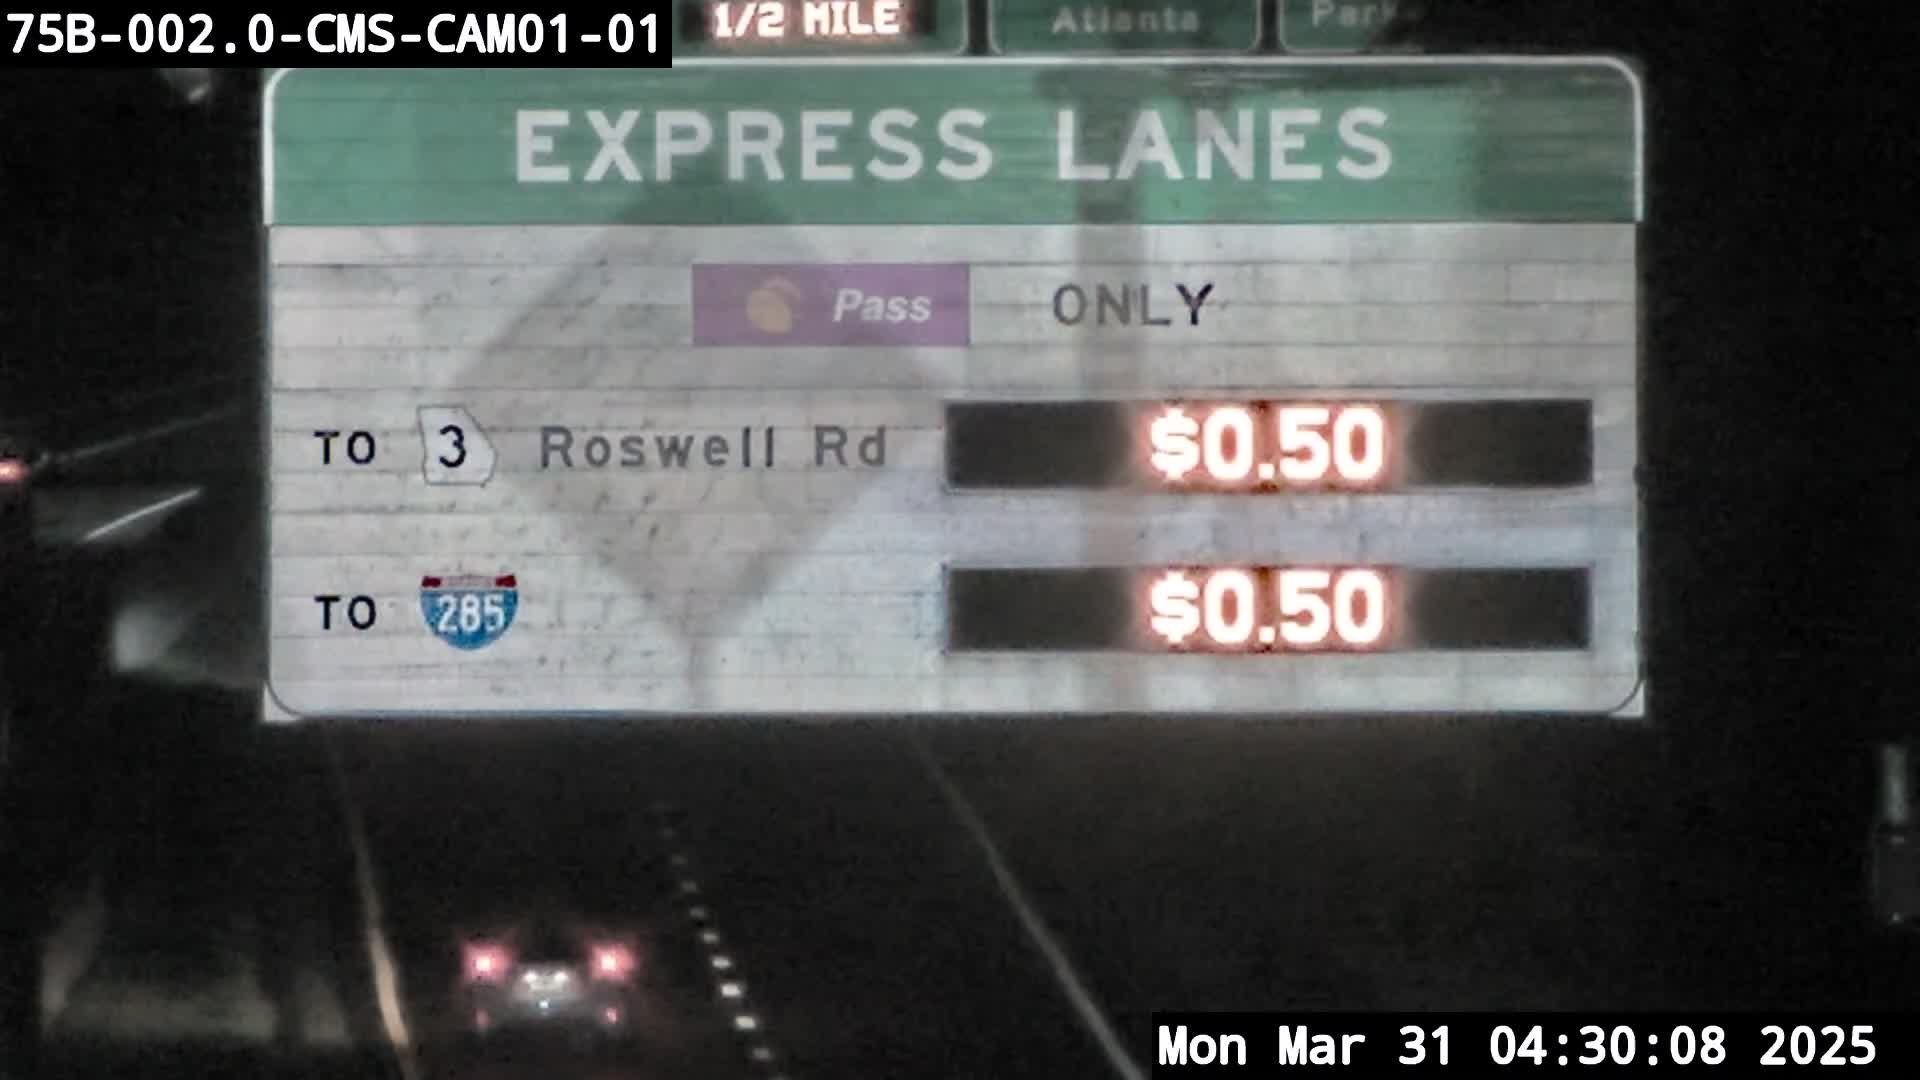 75B-002.0-CMS-CAM01-01
1/2 MILE
Atlanta
Park
EXPRESS LANES
Pass ONLY
TO 3 Roswell Rd $0.50
TO 285 $0.50
Mon Mar 31 04:30:08 2025